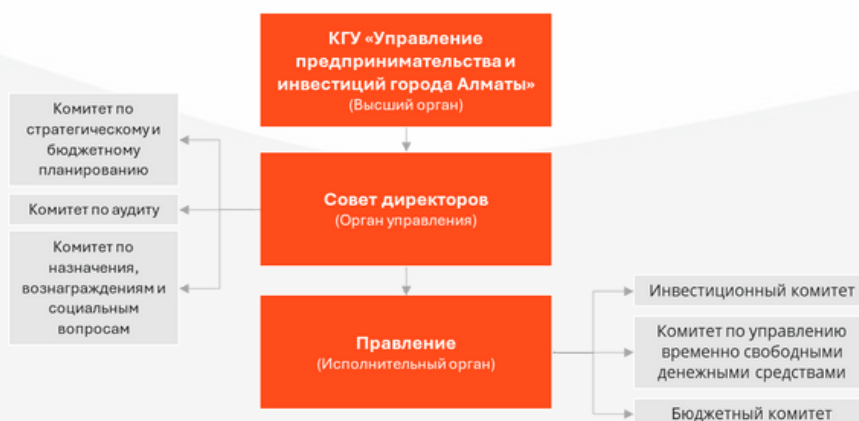 КГУ «Управление
предпринимательства и
инвестиций города Алматы»
(Высший орган)
Комитет по
стратегическому и
бюджетному
планированию
Комитет по аудиту
Комитет по
назначения,
вознаграждениям и
социальным
вопросам
Совет директоров
(Орган управления)
Правление
(Исполнительный орган)
Инвестиционный комитет
Комитет по управлению
временно свободными
денежными средствами
Бюджетный комитет